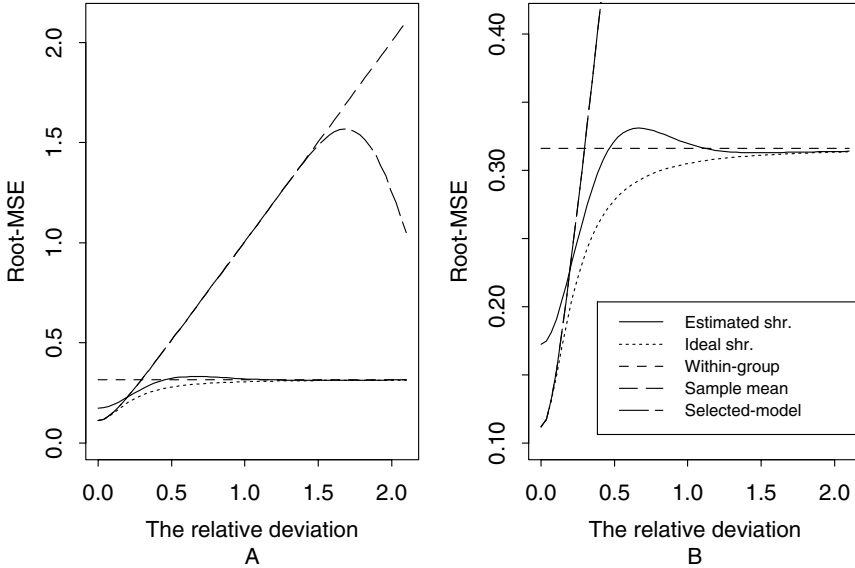 Root-MSE
2.0
1.5
1.0
0.5
0.0
0.0 0.5 1.0 1.5 2.0
The relative deviation
A
Root-MSE
0.40
0.30
0.20
0.10
Estimated shr.
Ideal shr.
Within-group
Sample mean
Selected-model
0.0 0.5 1.0 1.5 2.0
The relative deviation
B